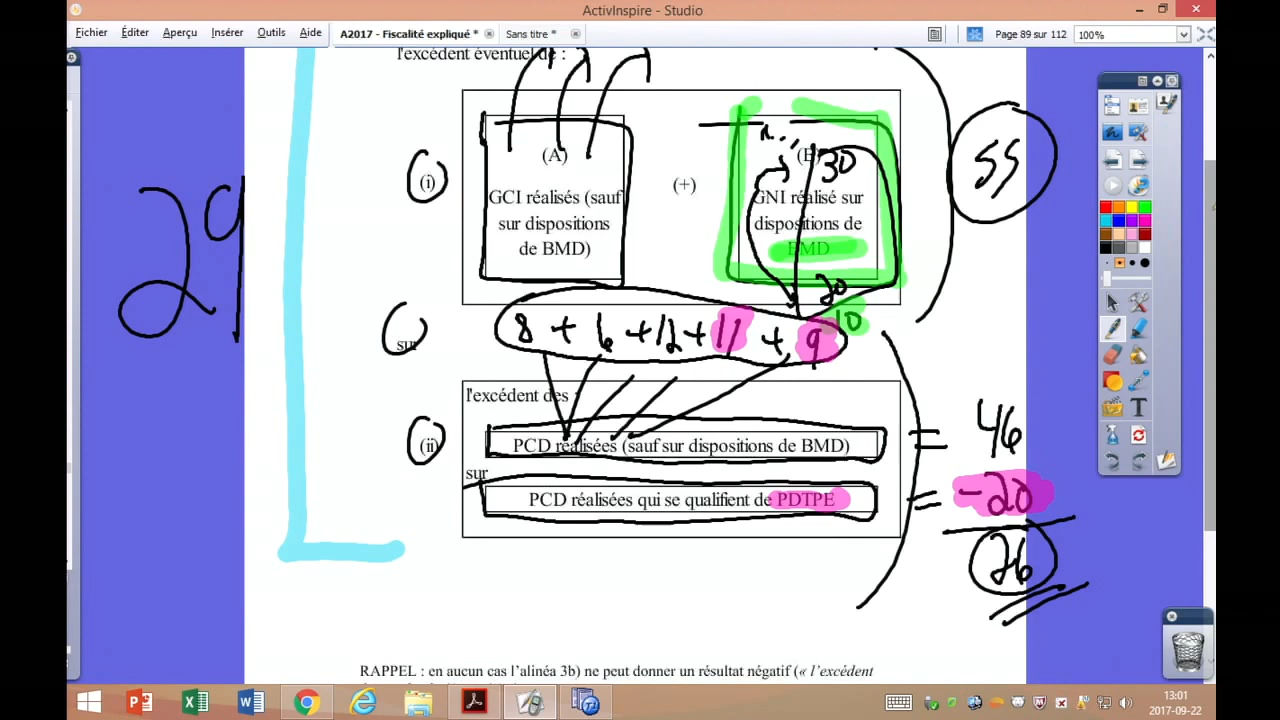 ActivInspire - Studio
Fichier Éditer Aperçu Insérer Outils Aide A2017 - Fiscalité expliqué * Sans titre * Page 89 sur 112 100%
l'excédent éventuel de :
(A) (B) 30
(i) GCI réalisés (sauf sur dispositions de BMD) (+) GNI réalisé sur dispositions de BMD
55
29
20
10
sur 8 + 6 + 12 + 11 + 9
l'excédent des :
(ii) PCD réalisées (sauf sur dispositions de BMD) = 46
sur
PCD réalisées qui se qualifient de PDTPE = -20
26
RAPPEL : en aucun cas l'alinéa 3b) ne peut donner un résultat négatif (« l'excédent
13:01
2017-09-22